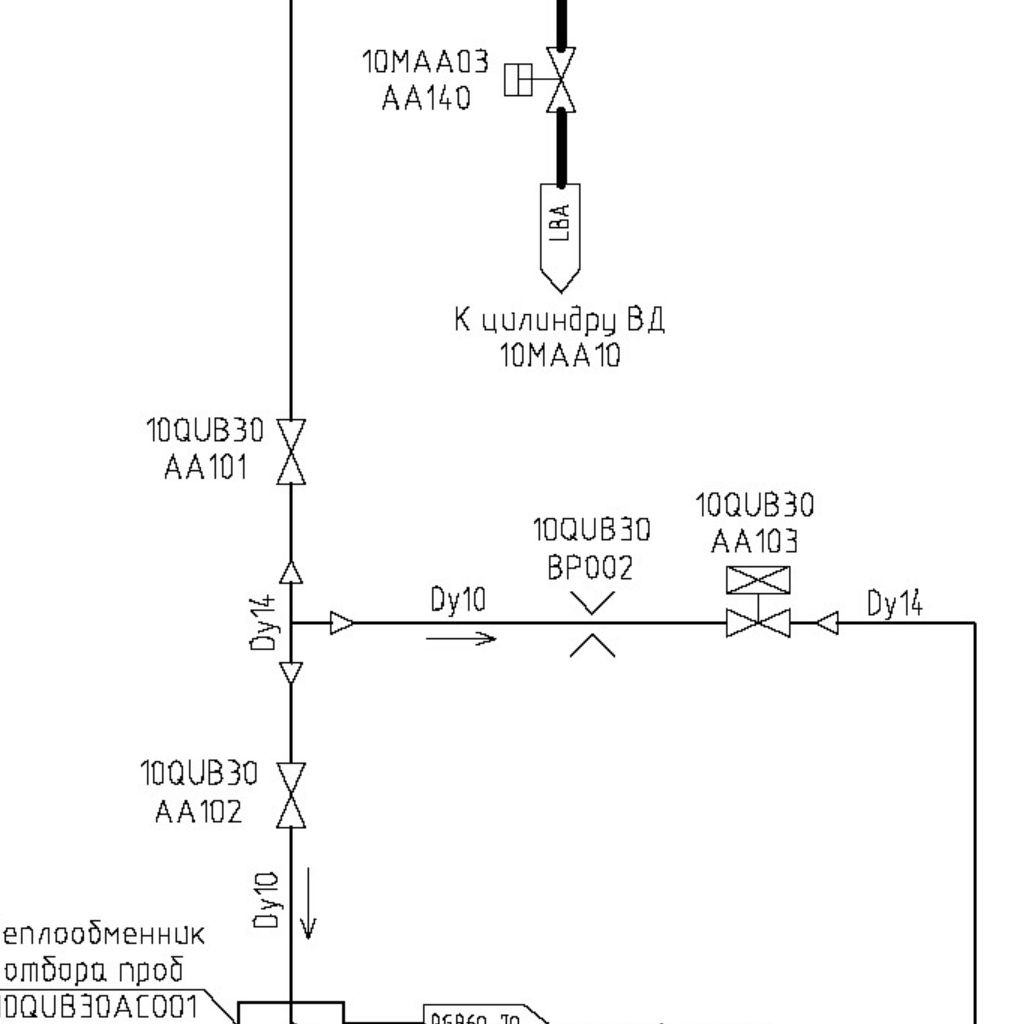 10MAA03
AA140
LBA
К цилиндру ВД
10MAA10
10QUB30
AA101
10QUB30
AA103
10QUB30
BP002
Dy14
Dy10
Dy14
10QUB30
AA102
Dy10
еплообменник
отбора проб
0QUB30AC001